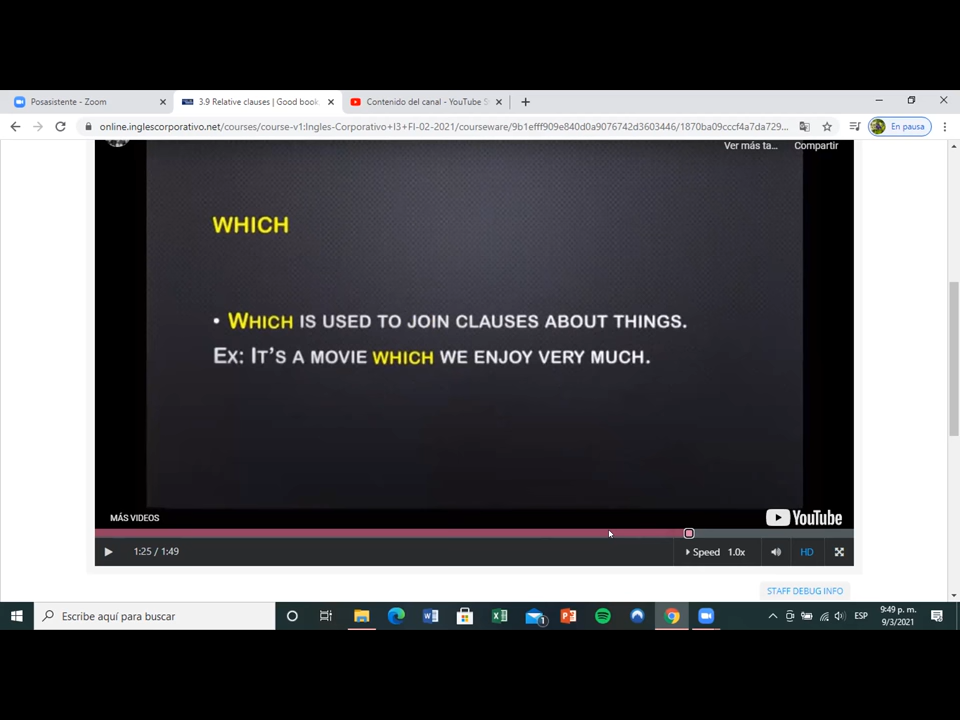 Posasistente - Zoom
3.9 Relative clauses | Good book
Contenido del canal - YouTube S
online.inglescorporativo.net/courses/course-v1:Ingles-Corporativo+I3+FI-02-2021/courseware/9b1efff909e840d0a9076742d3603446/1870ba09cccf4a7da729...
En pausa
Ver más ta...
Compartir
WHICH
• WHICH IS USED TO JOIN CLAUSES ABOUT THINGS.
EX: IT'S A MOVIE WHICH WE ENJOY VERY MUCH.
MÁS VIDEOS
YouTube
1:25 / 1:49
Speed 1.0x
HD
STAFF DEBUG INFO
Escribe aquí para buscar
1
ESP
9:49 p. m.
9/3/2021